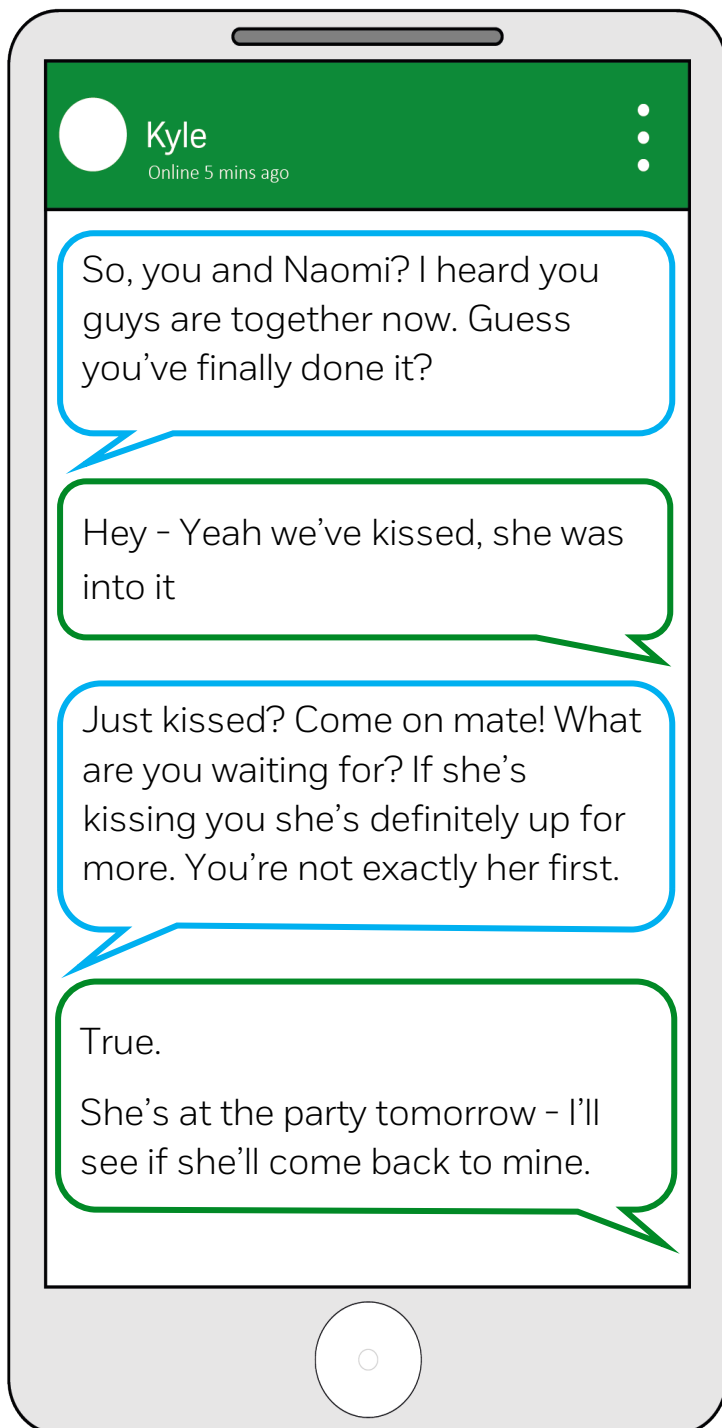 Kyle
Online 5 mins ago
So, you and Naomi? I heard you
guys are together now. Guess
you’ve finally done it?
Hey - Yeah we’ve kissed, she was
into it
Just kissed? Come on mate! What
are you waiting for? If she’s
kissing you she’s definitely up for
more. You’re not exactly her first.
True.
She’s at the party tomorrow - I’ll
see if she’ll come back to mine.